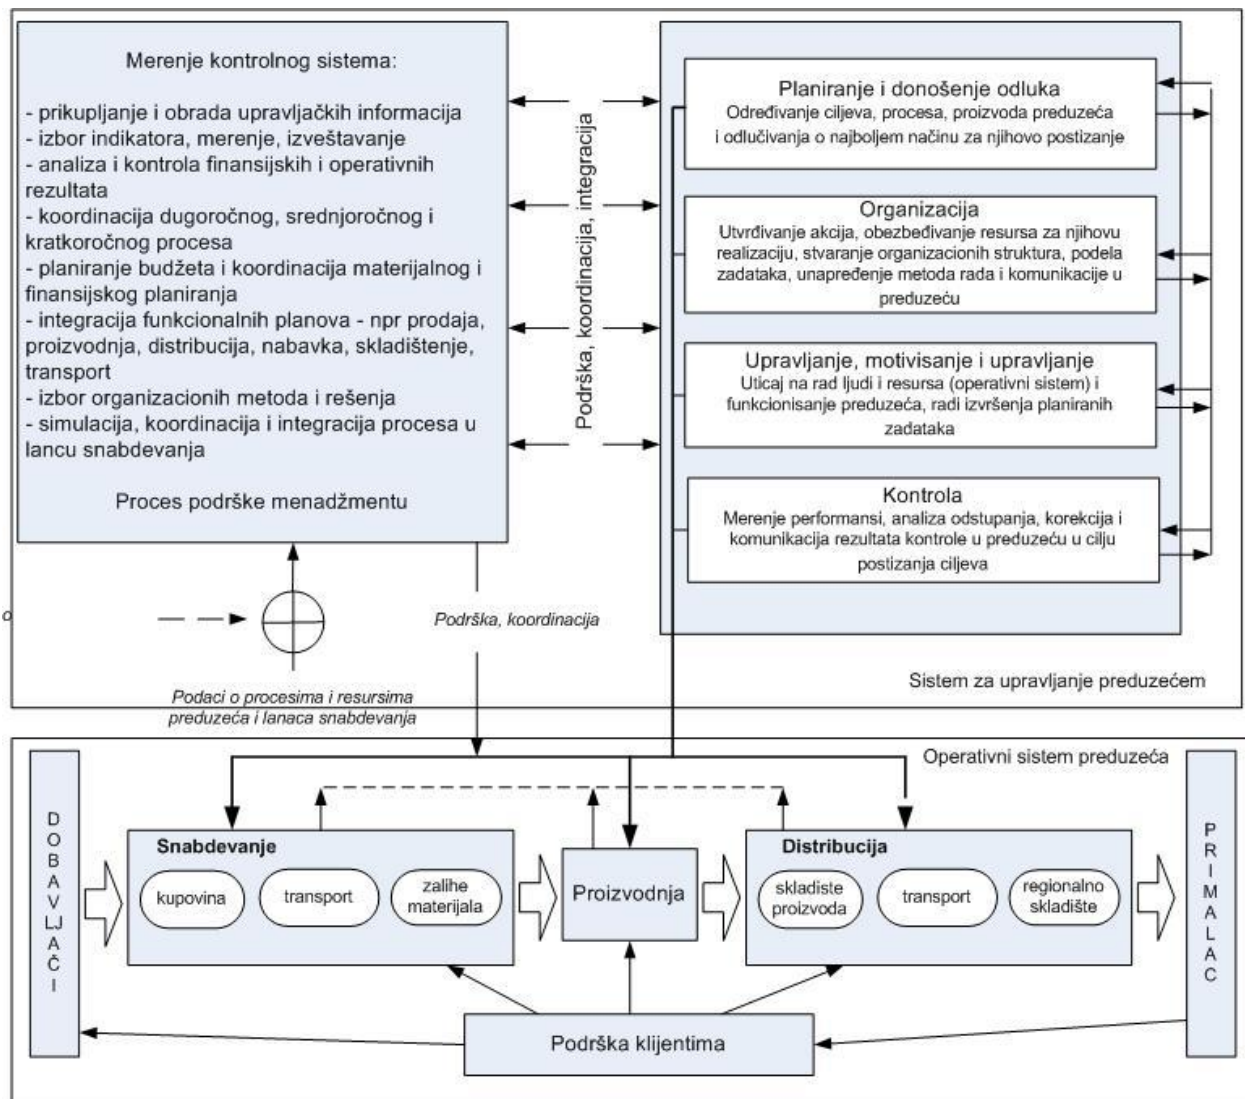 Merenje kontrolnog sistema:
- prikupljanje i obrada upravljačkih informacija
- izbor indikatora, merenje, izveštavanje
- analiza i kontrola finansijskih i operativnih
rezultata
- koordinacija dugoročnog, srednjoročnog i
kratkoročnog procesa
- planiranje budžeta i koordinacija materijalnog i
finansijskog planiranja
- integracija funkcionalnih planova - npr prodaja,
proizvodnja, distribucija, nabavka, skladištenje,
transport
- izbor organizacionih metoda i rešenja
- simulacija, koordinacija i integracija procesa u
lancu snabdevanja
Proces podrške menadžmentu
Podrška, koordinacija, integracija
Planiranje i donošenje odluka
Određivanje ciljeva, procesa, proizvoda preduzeća
i odlučivanja o najboljem načinu za njihovo postizanje
Organizacija
Utvrđivanje akcija, obezbeđivanje resursa za njihovu
realizaciju, stvaranje organizacionih struktura, podela
zadataka, unapređenje metoda rada i komunikacije u
preduzeću
Upravljanje, motivisanje i upravljanje
Uticaj na rad ljudi i resursa (operativni sistem) i
funkcionisanje preduzeća, radi izvršenja planiranih
zadataka
Kontrola
Merenje performansi, analiza odstupanja, korekcija i
komunikacija rezultata kontrole u preduzeću u cilju
postizanja ciljeva
o
Podrška, koordinacija
Podaci o procesima i resursima
preduzeća i lanaca snabdevanja
Sistem za upravljanje preduzećem
Operativni sistem preduzeća
DOBAVLJAČI
Snabdevanje
kupovina
transport
zalihe
materijala
Proizvodnja
Distribucija
skladiste
proizvoda
transport
regionalno
skladište
PRIMALAC
Podrška klijentima